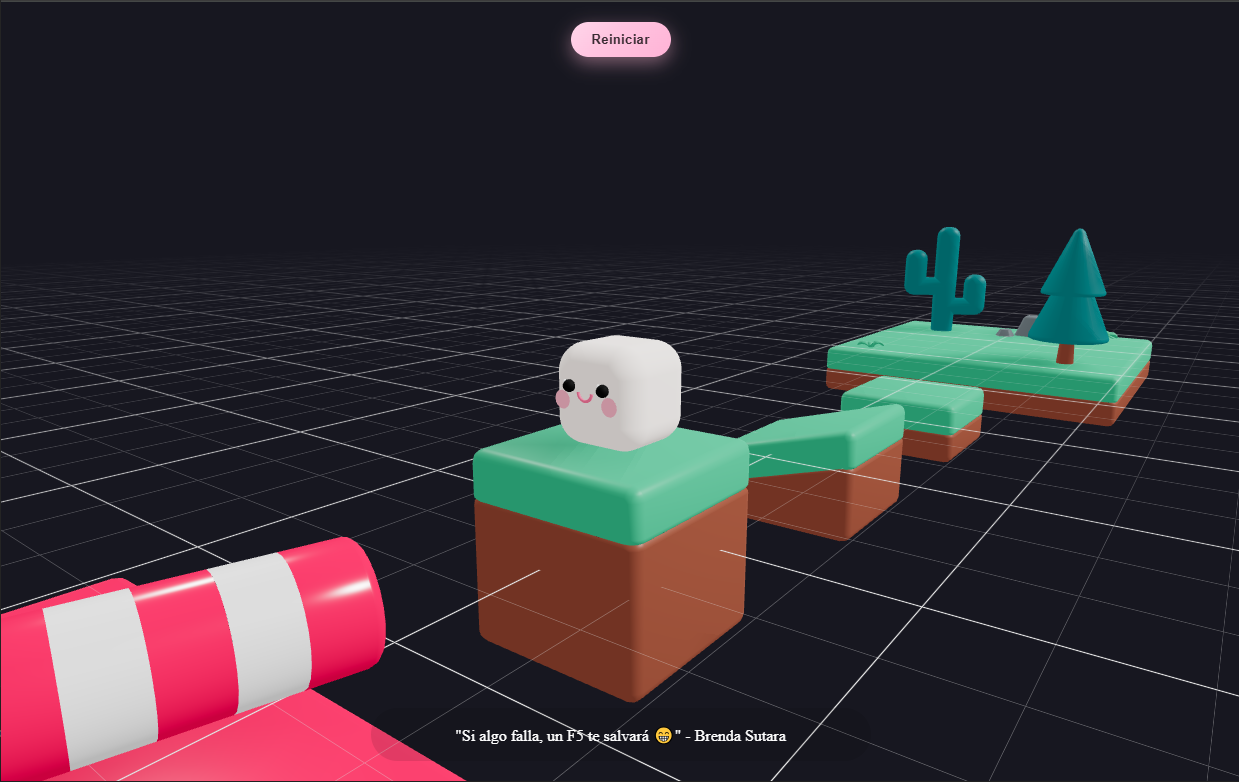 Reiniciar
"Si algo falla, un F5 te salvará 😁" - Brenda Sutara